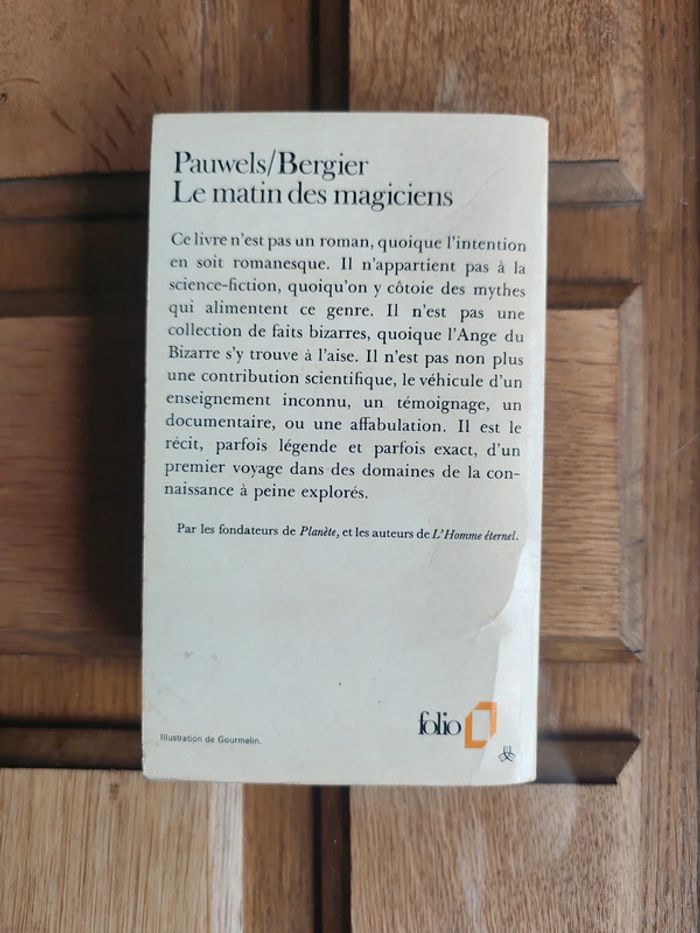 Pauwels/Bergier
Le matin des magiciens
Ce livre n'est pas un roman, quoique l'intention
en soit romanesque. Il n'appartient pas à la
science-fiction, quoiqu'on y côtoie des mythes
qui alimentent ce genre. Il n'est pas une
collection de faits bizarres, quoique l'Ange du
Bizarre s'y trouve à l'aise. Il n'est pas non plus
une contribution scientifique, le véhicule d'un
enseignement inconnu, un témoignage, un
documentaire, ou une affabulation. Il est le
récit, parfois légende et parfois exact, d'un
premier voyage dans des domaines de la con-
naissance à peine explorés.
Par les fondateurs de Planète, et les auteurs de L'Homme éternel.
folio
Illustration de Gourmelin.